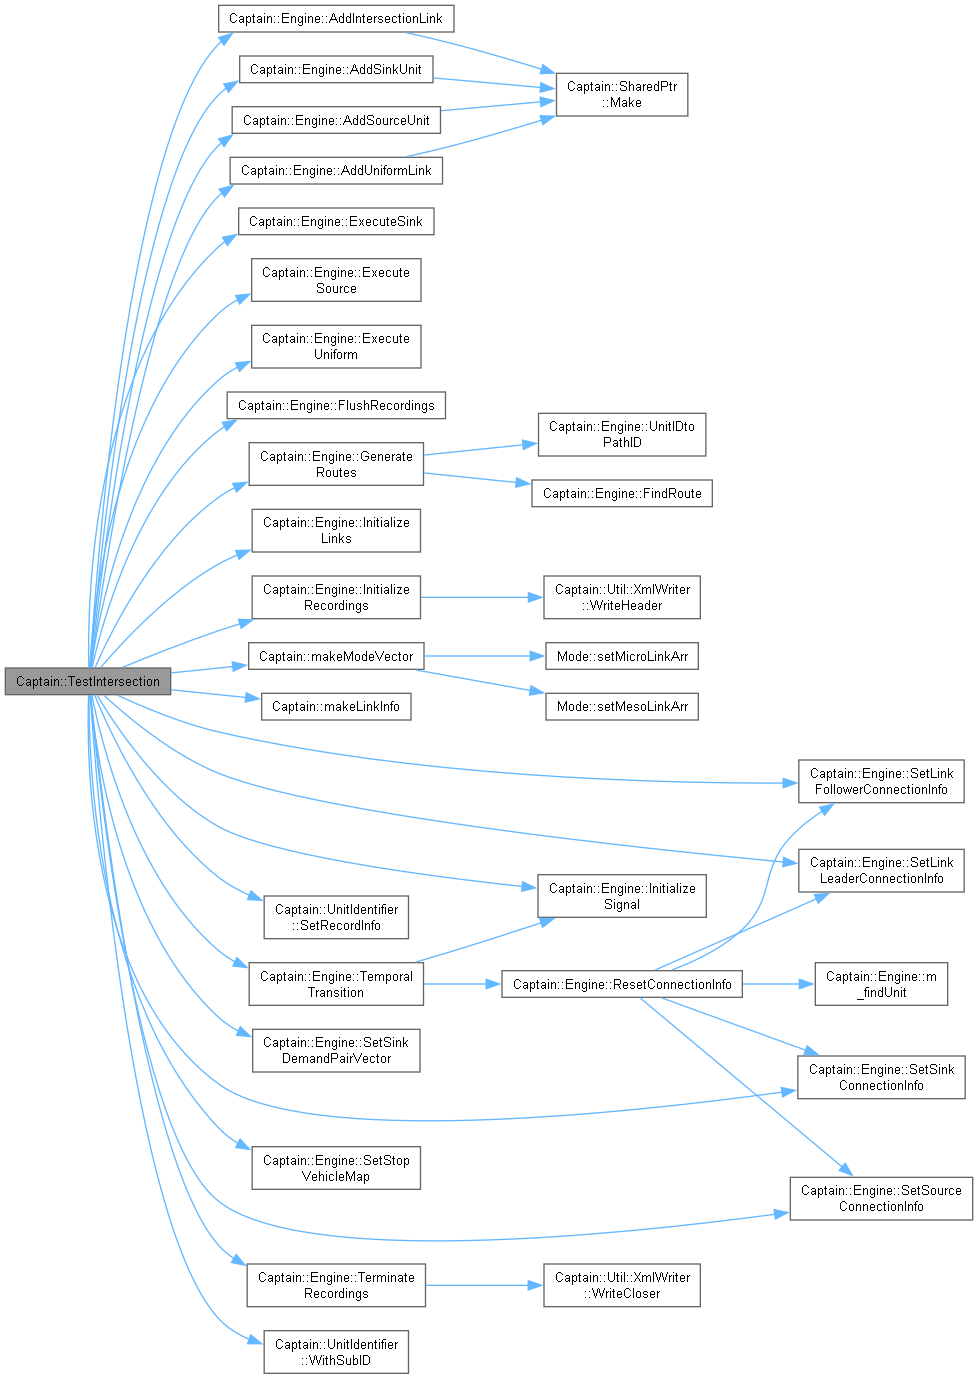 Captain::Engine::AddIntersectionLink
Captain::Engine::AddSinkUnit
Captain::SharedPtr
::Make
Captain::Engine::AddSourceUnit
Captain::Engine::AddUniformLink
Captain::Engine::ExecuteSink
Captain::Engine::Execute
Source
Captain::Engine::Execute
Uniform
Captain::Engine::FlushRecordings
Captain::Engine::UnitIDto
PathID
Captain::Engine::Generate
Routes
Captain::Engine::FindRoute
Captain::Engine::Initialize
Links
Captain::Engine::Initialize
Recordings
Captain::Util::XmlWriter
::WriteHeader
Captain::makeModeVector
Mode::setMicroLinkArr
Captain::TestIntersection
Captain::makeLinkInfo
Mode::setMesoLinkArr
Captain::Engine::SetLink
FollowerConnectionInfo
Captain::Engine::SetLink
LeaderConnectionInfo
Captain::Engine::Initialize
Signal
Captain::UnitIdentifier
::SetRecordInfo
Captain::Engine::Temporal
Transition
Captain::Engine::ResetConnectionInfo
Captain::Engine::m
_findUnit
Captain::Engine::SetSink
DemandPairVector
Captain::Engine::SetSink
ConnectionInfo
Captain::Engine::SetStop
VehicleMap
Captain::Engine::SetSource
ConnectionInfo
Captain::Engine::Terminate
Recordings
Captain::Util::XmlWriter
::WriteCloser
Captain::UnitIdentifier
::WithSubID